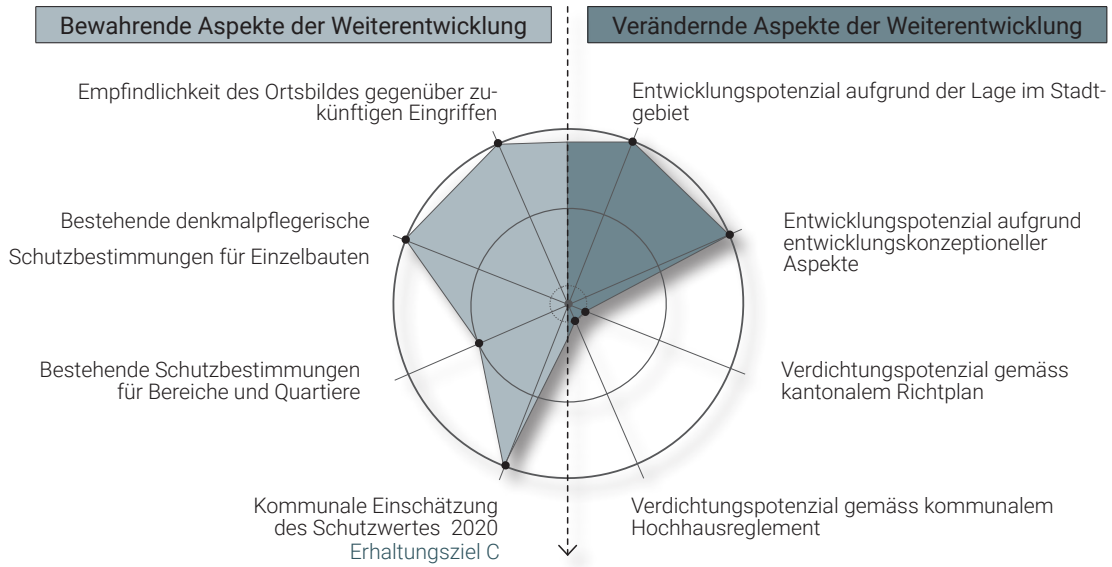 Bewahrende Aspekte der Weiterentwicklung
Verändernde Aspekte der Weiterentwicklung
Empfindlichkeit des Ortsbildes gegenüber zu-
künftigen Eingriffen
Entwicklungspotenzial aufgrund der Lage im Stadt-
gebiet
Bestehende denkmalpflegerische
Schutzbestimmungen für Einzelbauten
Entwicklungspotenzial aufgrund
entwicklungskonzeptioneller
Aspekte
Bestehende Schutzbestimmungen
für Bereiche und Quartiere
Verdichtungspotenzial gemäss
kantonalem Richtplan
Kommunale Einschätzung
des Schutzwertes 2020
Erhaltungsziel C
Verdichtungspotenzial gemäss kommunalem
Hochhausreglement